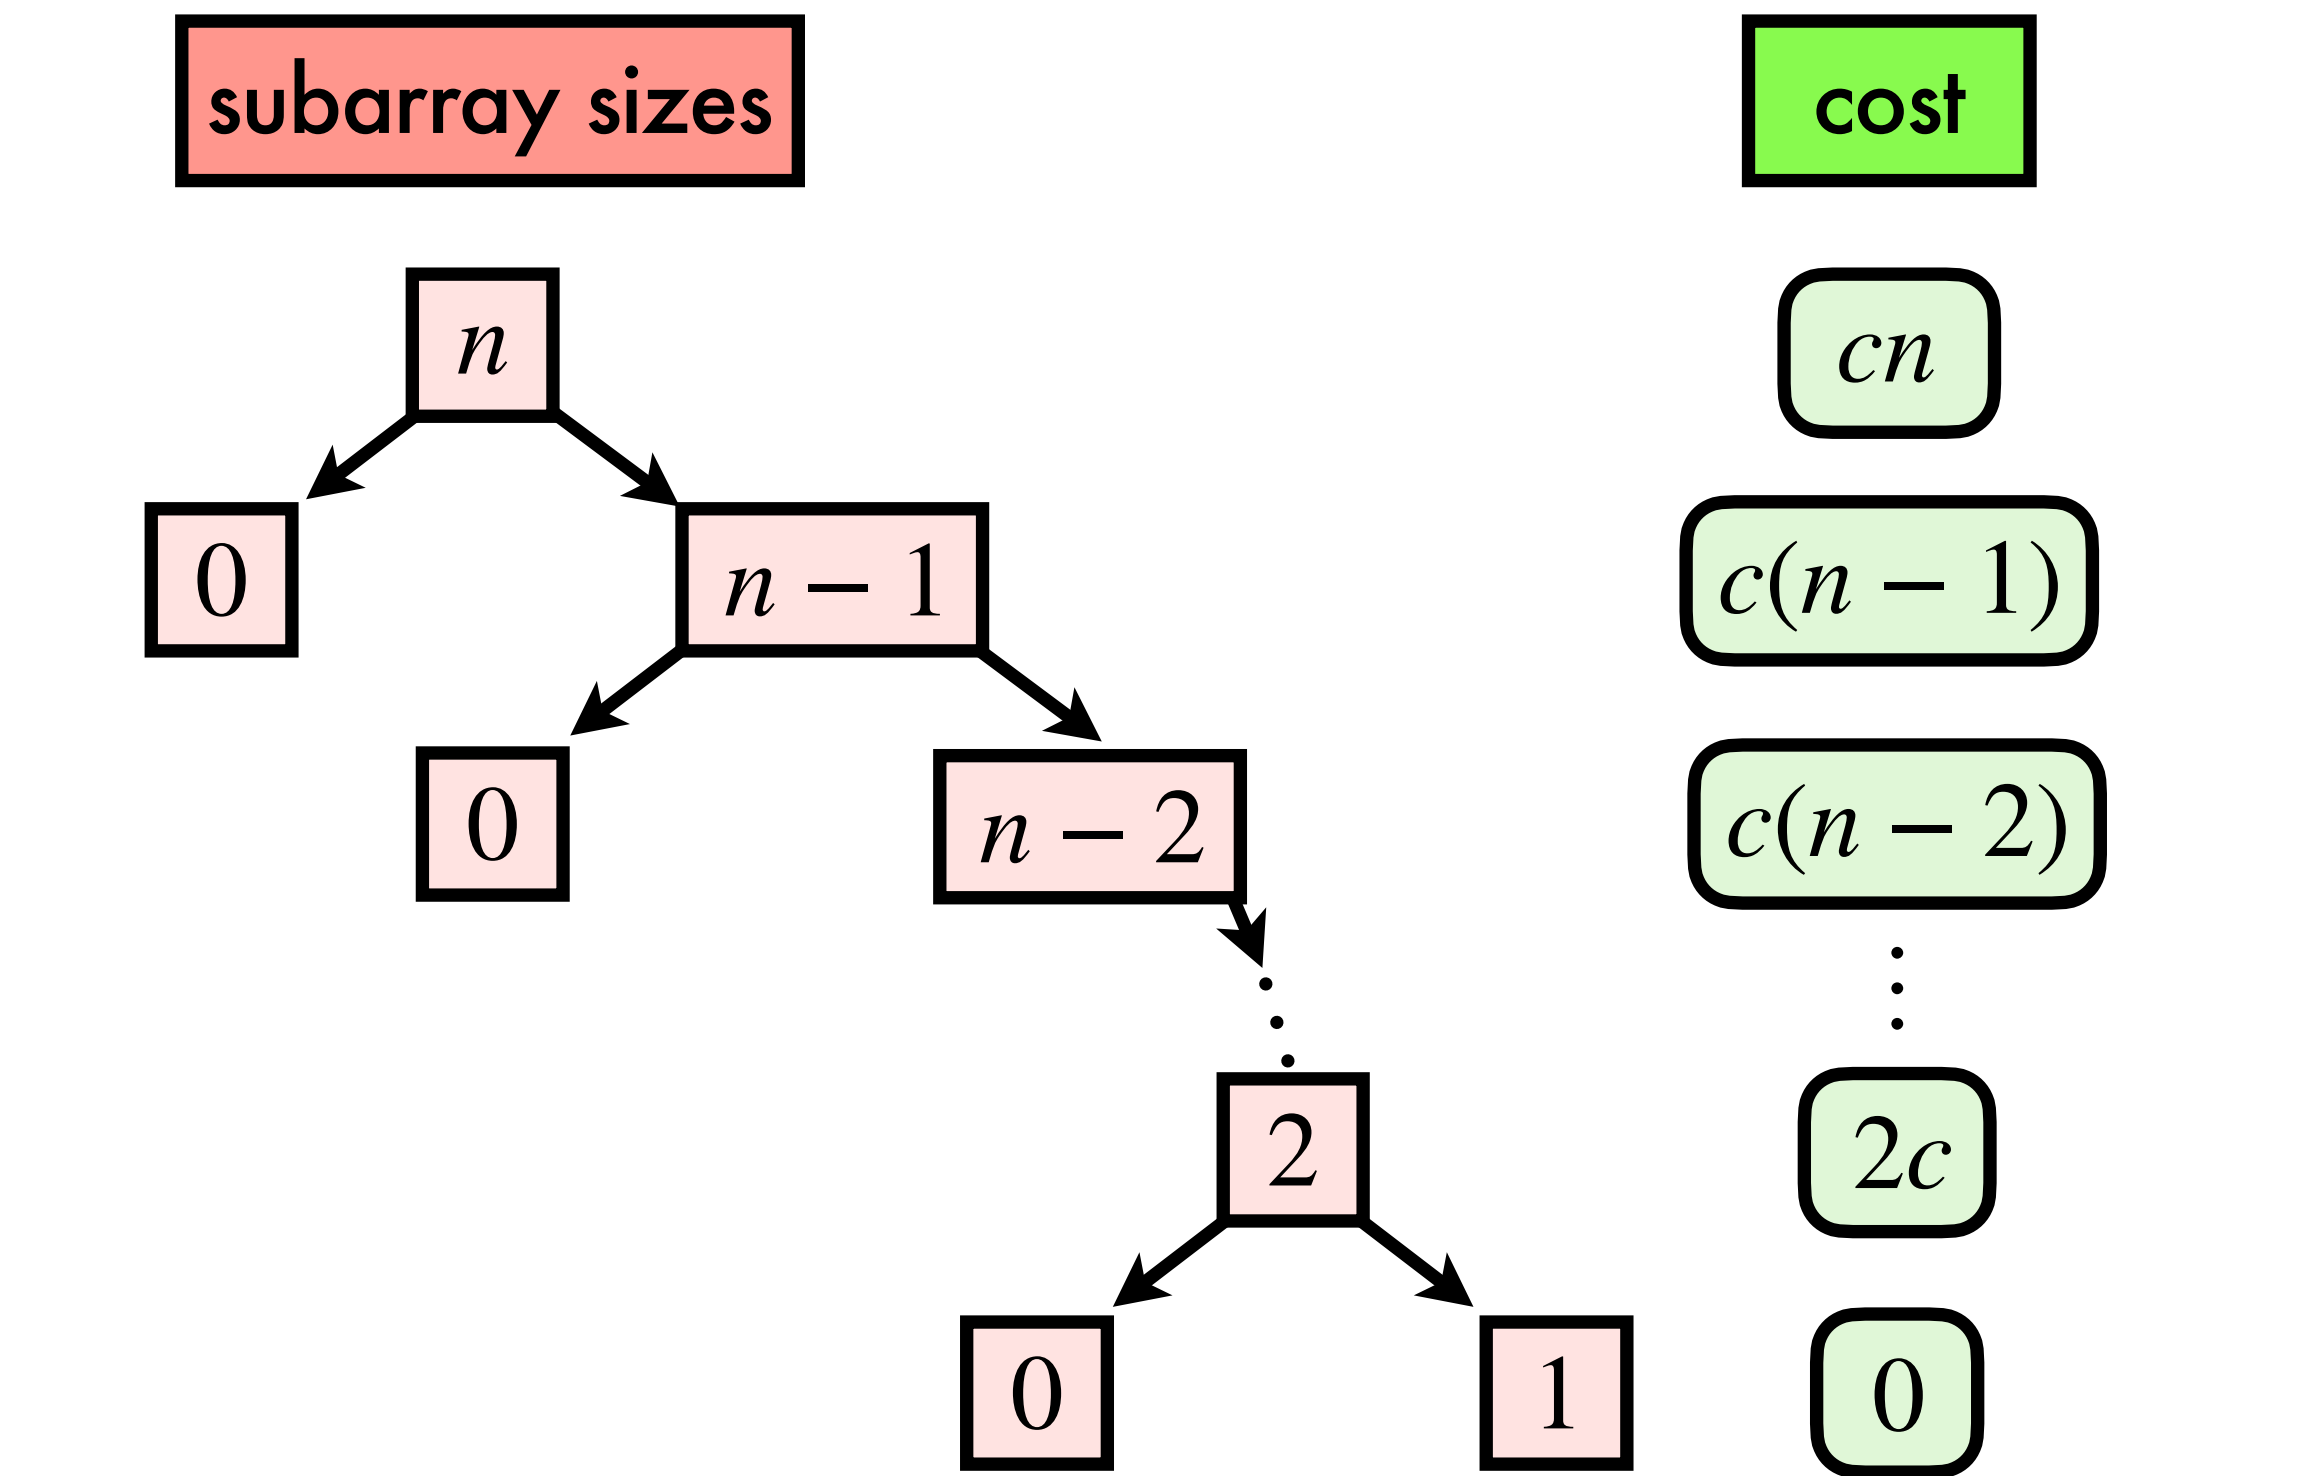 subarray sizes cost
n cn
0 n − 1 c(n − 1)
0 n − 2 c(n − 2)
2 2c
0 1 0